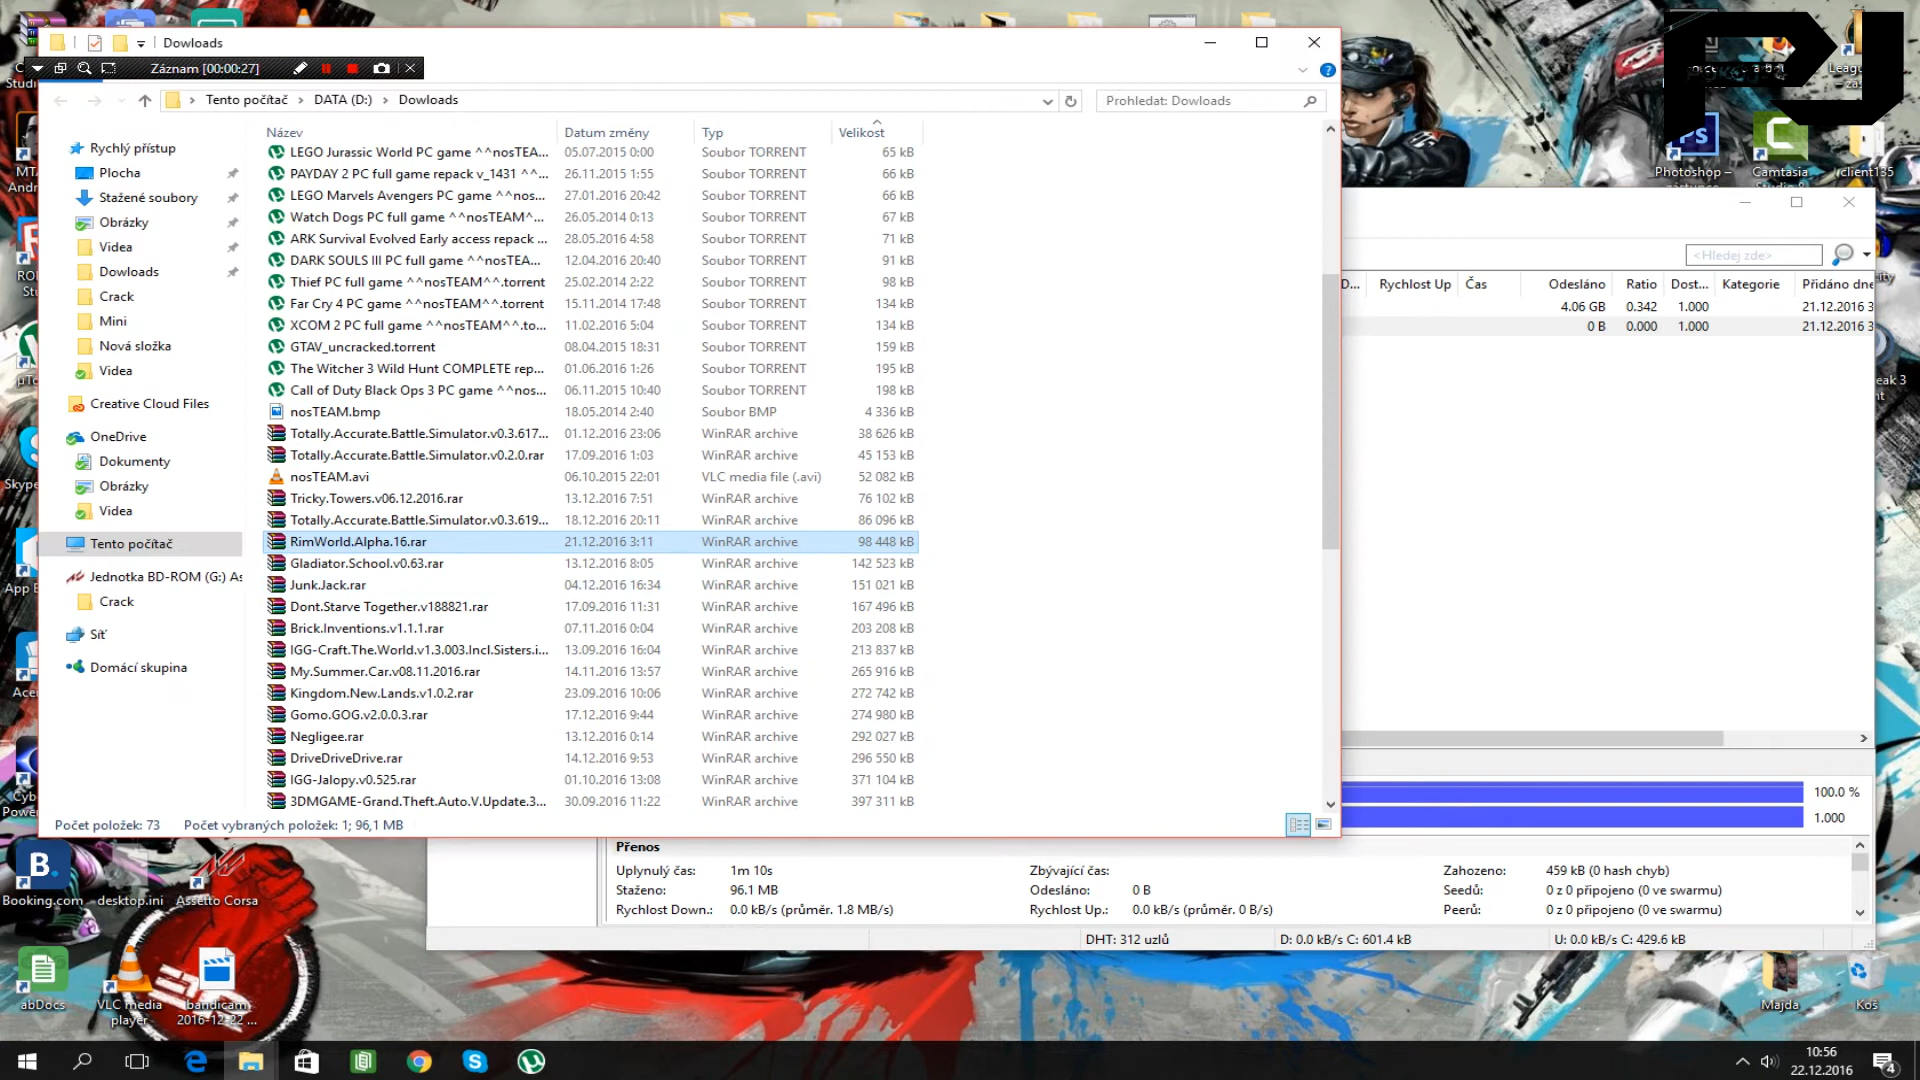 Dowloads
Záznam [00:00:27]
Tento počítač > DATA (D:) > Dowloads
Prohledat: Dowloads
Název Datum změny Typ Velikost
LEGO Jurassic World PC game ^^nosTEA... 05.07.2015 0:00 Soubor TORRENT 65 kB
PAYDAY 2 PC full game repack v_1431 ^^... 26.11.2015 1:55 Soubor TORRENT 66 kB
LEGO Marvels Avengers PC game ^^nos... 27.01.2016 20:42 Soubor TORRENT 66 kB
Watch Dogs PC full game ^^nosTEAM^... 26.05.2014 0:13 Soubor TORRENT 67 kB
ARK Survival Evolved Early access repack ... 28.05.2016 4:58 Soubor TORRENT 71 kB
DARK SOULS III PC full game ^^nosTEA... 12.04.2016 20:40 Soubor TORRENT 91 kB
Thief PC full game ^^nosTEAM^^.torrent 25.02.2014 2:22 Soubor TORRENT 98 kB
Far Cry 4 PC game ^^nosTEAM^^.torrent 15.11.2014 17:48 Soubor TORRENT 134 kB
XCOM 2 PC full game ^^nosTEAM^^.to... 11.02.2016 5:04 Soubor TORRENT 134 kB
GTAV_uncracked.torrent 08.04.2015 18:31 Soubor TORRENT 159 kB
The Witcher 3 Wild Hunt COMPLETE rep... 01.06.2016 1:26 Soubor TORRENT 195 kB
Call of Duty Black Ops 3 PC game ^^nos... 06.11.2015 10:40 Soubor TORRENT 198 kB
nosTEAM.bmp 18.05.2014 2:40 Soubor BMP 4 336 kB
Totally.Accurate.Battle.Simulator.v0.3.617... 01.12.2016 23:06 WinRAR archive 38 626 kB
Totally.Accurate.Battle.Simulator.v0.2.0.rar 17.09.2016 1:03 WinRAR archive 45 153 kB
nosTEAM.avi 06.10.2015 22:01 VLC media file (.avi) 52 082 kB
Tricky.Towers.v06.12.2016.rar 13.12.2016 7:51 WinRAR archive 76 102 kB
Totally.Accurate.Battle.Simulator.v0.3.619... 18.12.2016 20:11 WinRAR archive 86 096 kB
RimWorld.Alpha.16.rar 21.12.2016 3:11 WinRAR archive 98 448 kB
Gladiator.School.v0.63.rar 13.12.2016 8:05 WinRAR archive 142 523 kB
Junk.Jack.rar 04.12.2016 16:34 WinRAR archive 151 021 kB
Dont.Starve Together.v188821.rar 17.09.2016 11:31 WinRAR archive 167 496 kB
Brick.Inventions.v1.1.1.rar 07.11.2016 0:04 WinRAR archive 203 208 kB
IGG-Craft.The.World.v1.3.003.Incl.Sisters.i... 13.09.2016 16:04 WinRAR archive 213 837 kB
My.Summer.Car.v08.11.2016.rar 14.11.2016 13:57 WinRAR archive 265 916 kB
Kingdom.New.Lands.v1.0.2.rar 23.09.2016 10:06 WinRAR archive 272 742 kB
Gomo.GOG.v2.0.0.3.rar 17.12.2016 9:44 WinRAR archive 274 980 kB
Negligee.rar 13.12.2016 0:14 WinRAR archive 292 027 kB
DriveDriveDrive.rar 14.12.2016 9:53 WinRAR archive 296 550 kB
IGG-Jalopy.v0.525.rar 01.10.2016 13:08 WinRAR archive 371 104 kB
3DMGAME-Grand.Theft.Auto.V.Update.3... 30.09.2016 11:22 WinRAR archive 397 311 kB
Rychlý přístup
Plocha
Stažené soubory
Obrázky
Videa
Dowloads
Crack
Mini
Nová složka
Videa
Creative Cloud Files
OneDrive
Dokumenty
Obrázky
Videa
Tento počítač
Jednotka BD-ROM (G:) As
Crack
Síť
Domácí skupina
Počet položek: 73 Počet vybraných položek: 1; 96,1 MB
<Hledej zde>
D... Rychlost Up Čas Odesláno Ratio Dost... Kategorie Přidáno dne
4.06 GB 0.342 1.000 21.12.2016 3
0 B 0.000 1.000 21.12.2016 3
100.0 %
1.000
Přenos
Uplynulý čas: 1m 10s Zbývající čas: Zahozeno: 459 kB (0 hash chyb)
Staženo: 96.1 MB Odesláno: 0 B Seedů: 0 z 0 připojeno (0 ve swarmu)
Rychlost Down.: 0.0 kB/s (průměr. 1.8 MB/s) Rychlost Up.: 0.0 kB/s (průměr. 0 B/s) Peerů: 0 z 0 připojeno (0 ve swarmu)
DHT: 312 uzlů D: 0.0 kB/s C: 601.4 kB U: 0.0 kB/s C: 429.6 kB
Ps
Photoshop –
Camtasia
client135
B.
Booking.com
desktop.ini
Assetto Corsa
abDocs
VLC media
player
bandicam
2016-12-22 ...
Majda
Koš
10:56
22.12.2016
4